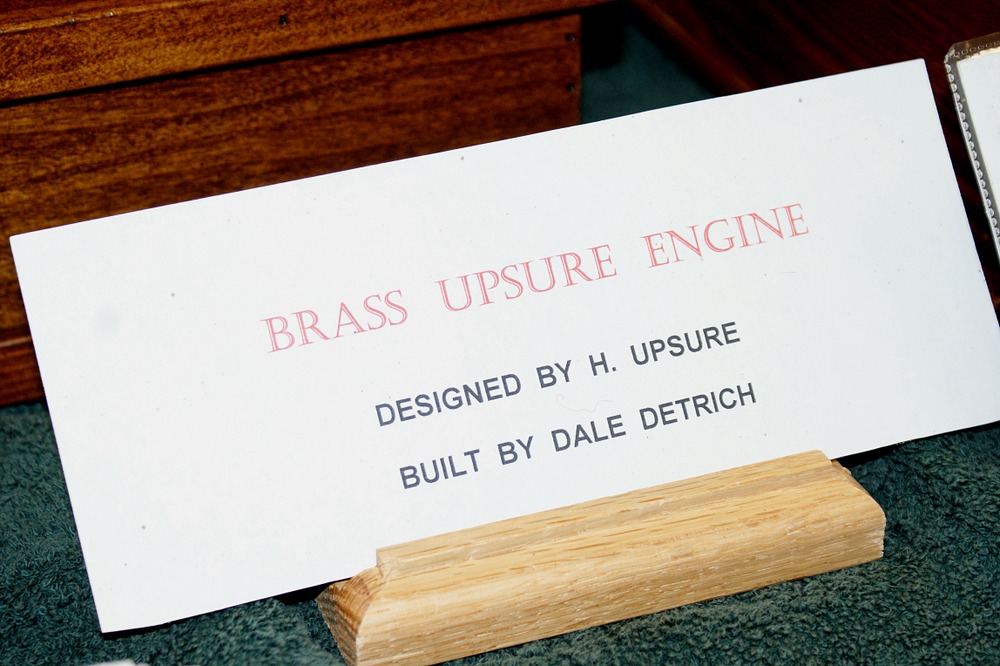 BRASS UPSURE ENGINE
DESIGNED BY H. UPSURE
BUILT BY DALE DETRICH